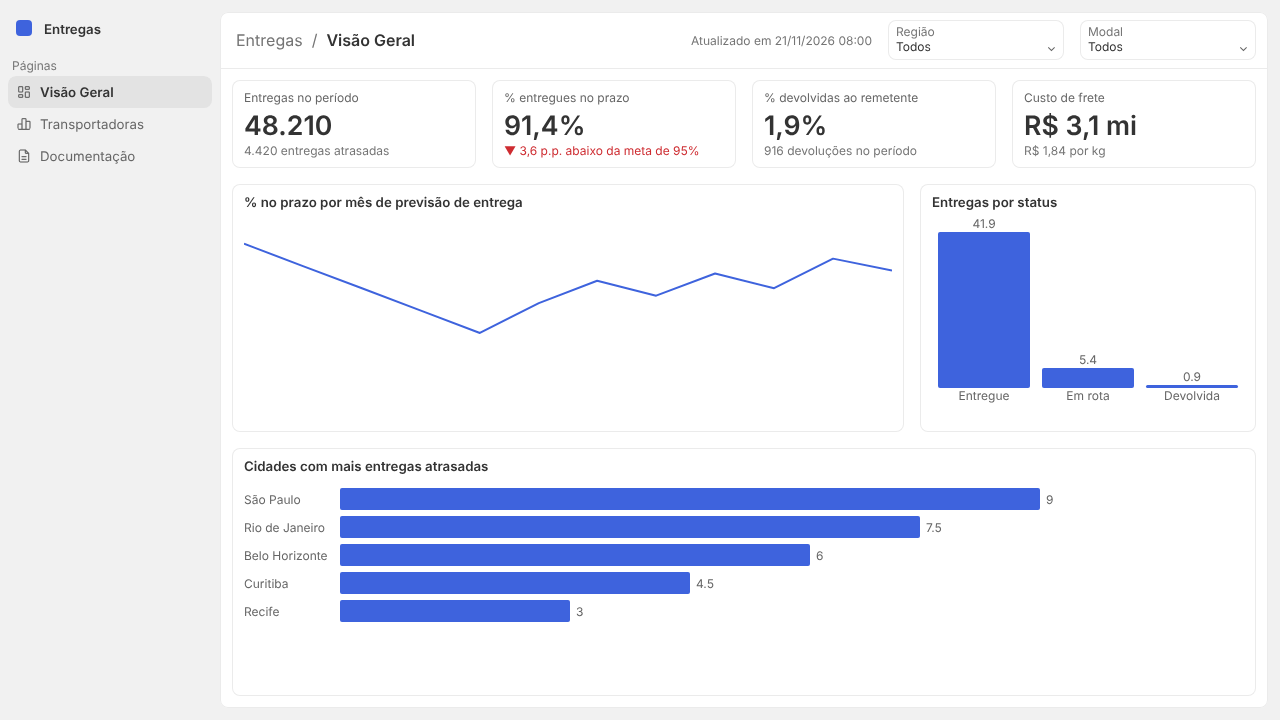 Entregas
Páginas
Visão Geral
Transportadoras
Documentação
Entregas / Visão Geral
Atualizado em 21/11/2026 08:00
Região
Todos
Modal
Todos
Entregas no período
48.210
4.420 entregas atrasadas
% entregues no prazo
91,4%
▼ 3,6 p.p. abaixo da meta de 95%
% devolvidas ao remetente
1,9%
916 devoluções no período
Custo de frete
R$ 3,1 mi
R$ 1,84 por kg
% no prazo por mês de previsão de entrega
Entregas por status
41.9
5.4
0.9
Entregue
Em rota
Devolvida
Cidades com mais entregas atrasadas
São Paulo 9
Rio de Janeiro 7.5
Belo Horizonte 6
Curitiba 4.5
Recife 3